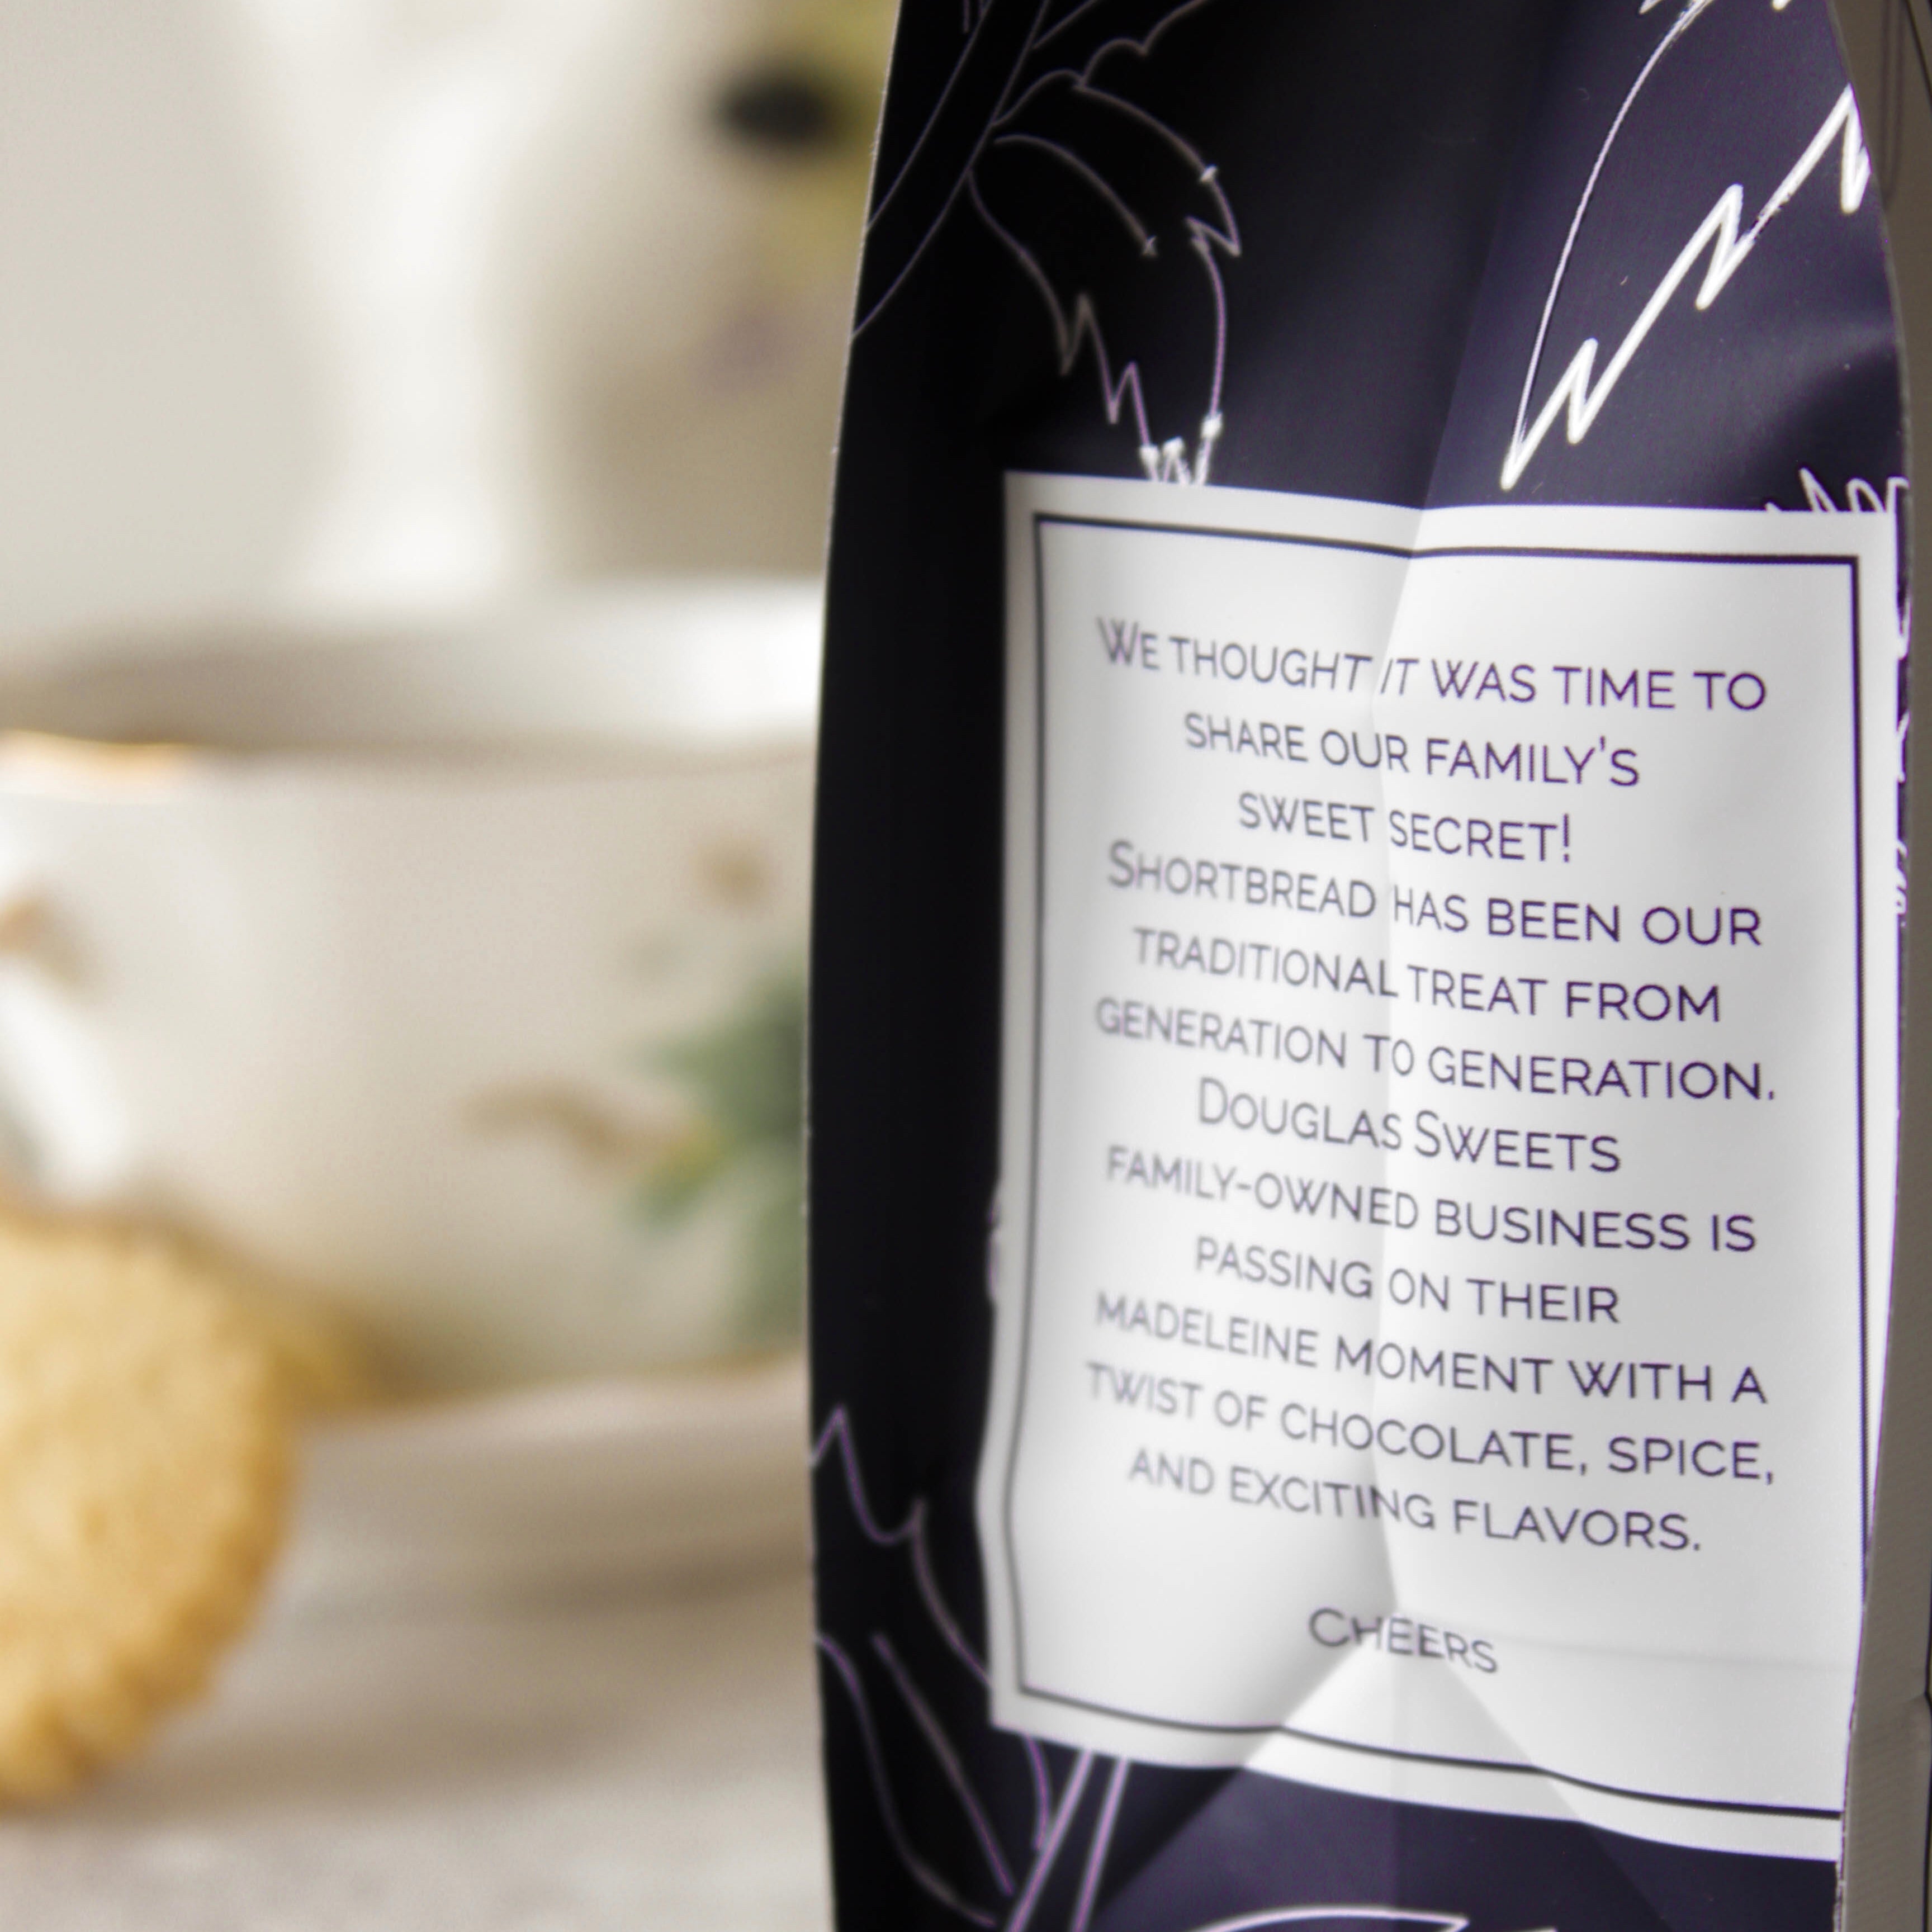 We thought it was time to
share our family's
sweet secret!
Shortbread has been our
traditional treat from
generation to generation.
Douglas Sweets
family-owned business is
passing on their
madeleine moment with a
twist of chocolate, spice,
and exciting flavors.
Cheers